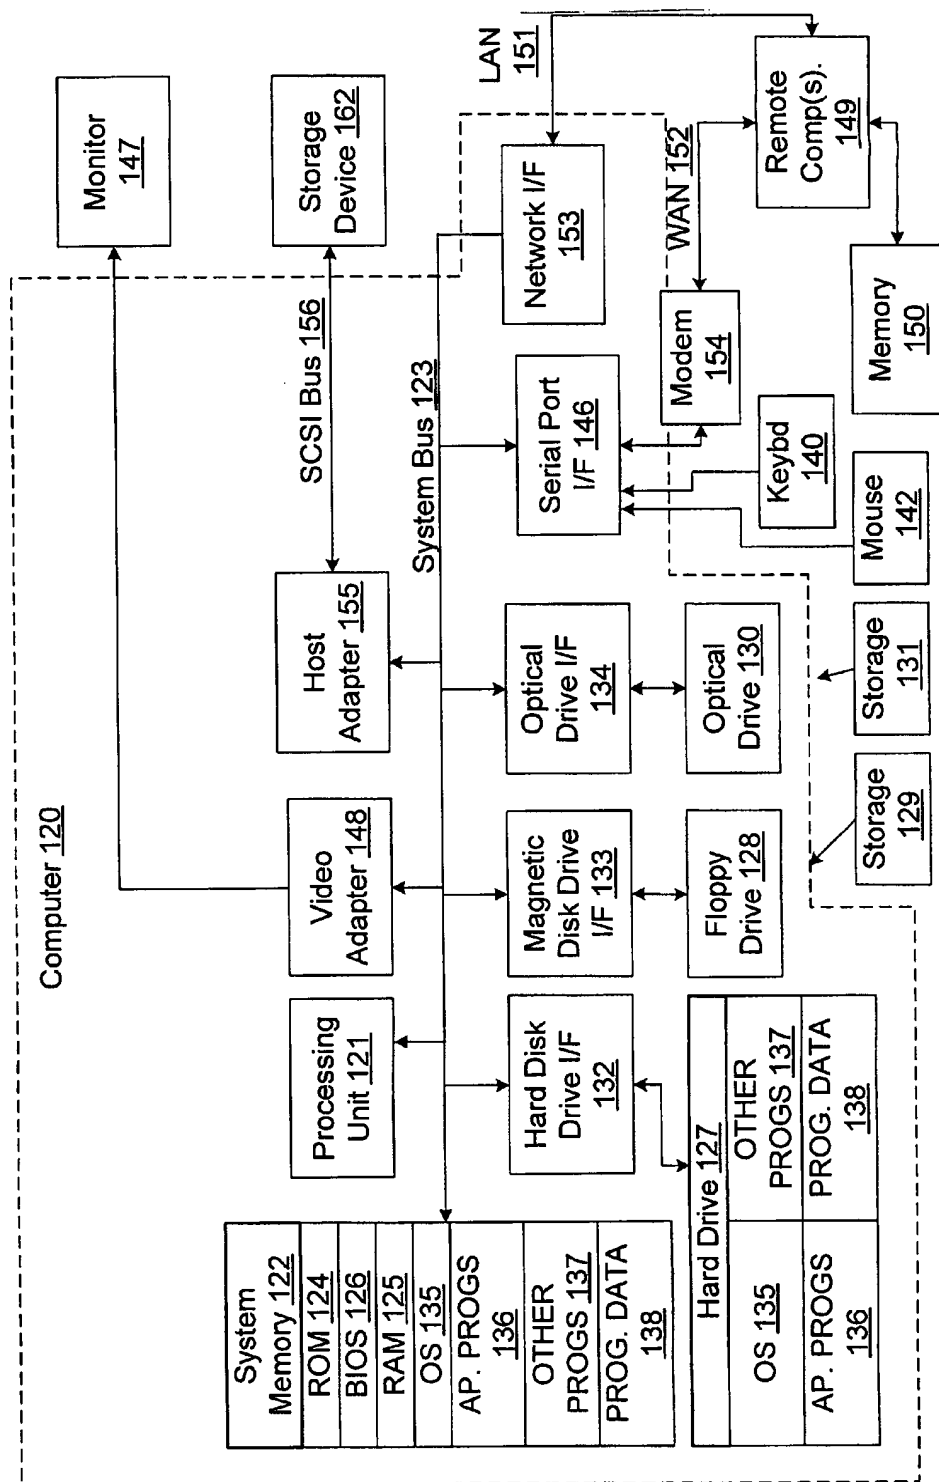 Computer 120
Monitor
147
Storage
Device 162
SCSI Bus 156
Video
Adapter 148
Host
Adapter 155
Processing
Unit 121
System Bus 123
System
Memory 122
ROM 124
BIOS 126
RAM 125
OS 135
AP. PROGS
136
OTHER
PROGS 137
PROG. DATA
138
Hard Disk
Drive I/F
132
Magnetic
Disk Drive
I/F 133
Optical
Drive I/F
134
Serial Port
I/F 146
Network I/F
153
LAN
151
Hard Drive 127
OS 135
OTHER
PROGS 137
AP. PROGS
136
PROG. DATA
138
Floppy
Drive 128
Optical
Drive 130
Modem
154
WAN 152
Remote
Comp(s).
149
Keybd
140
Storage
129
Storage
131
Mouse
142
Memory
150